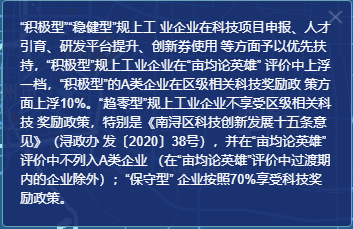 “积极型”“稳健型”规上工 业企业在科技项目申报、人才
引育、研发平台提升、创新券使用 等方面予以优先扶
持，“积极型”规上工业企业在“亩均论英雄” 评价中上浮
一档，“积极型”的A类企业在区级相关科技奖励政 策方
面上浮10%。“趋零型”规上工业企业不享受区级相关科
技 奖励政策，特别是《南浔区科技创新发展十五条意
见》（浔政办 发〔2020〕38号），并在“亩均论英雄”
评价中不列入A类企业 （在“亩均论英雄”评价中过渡期
内的企业除外）；“保守型” 企业按照70%享受科技奖
励政策。